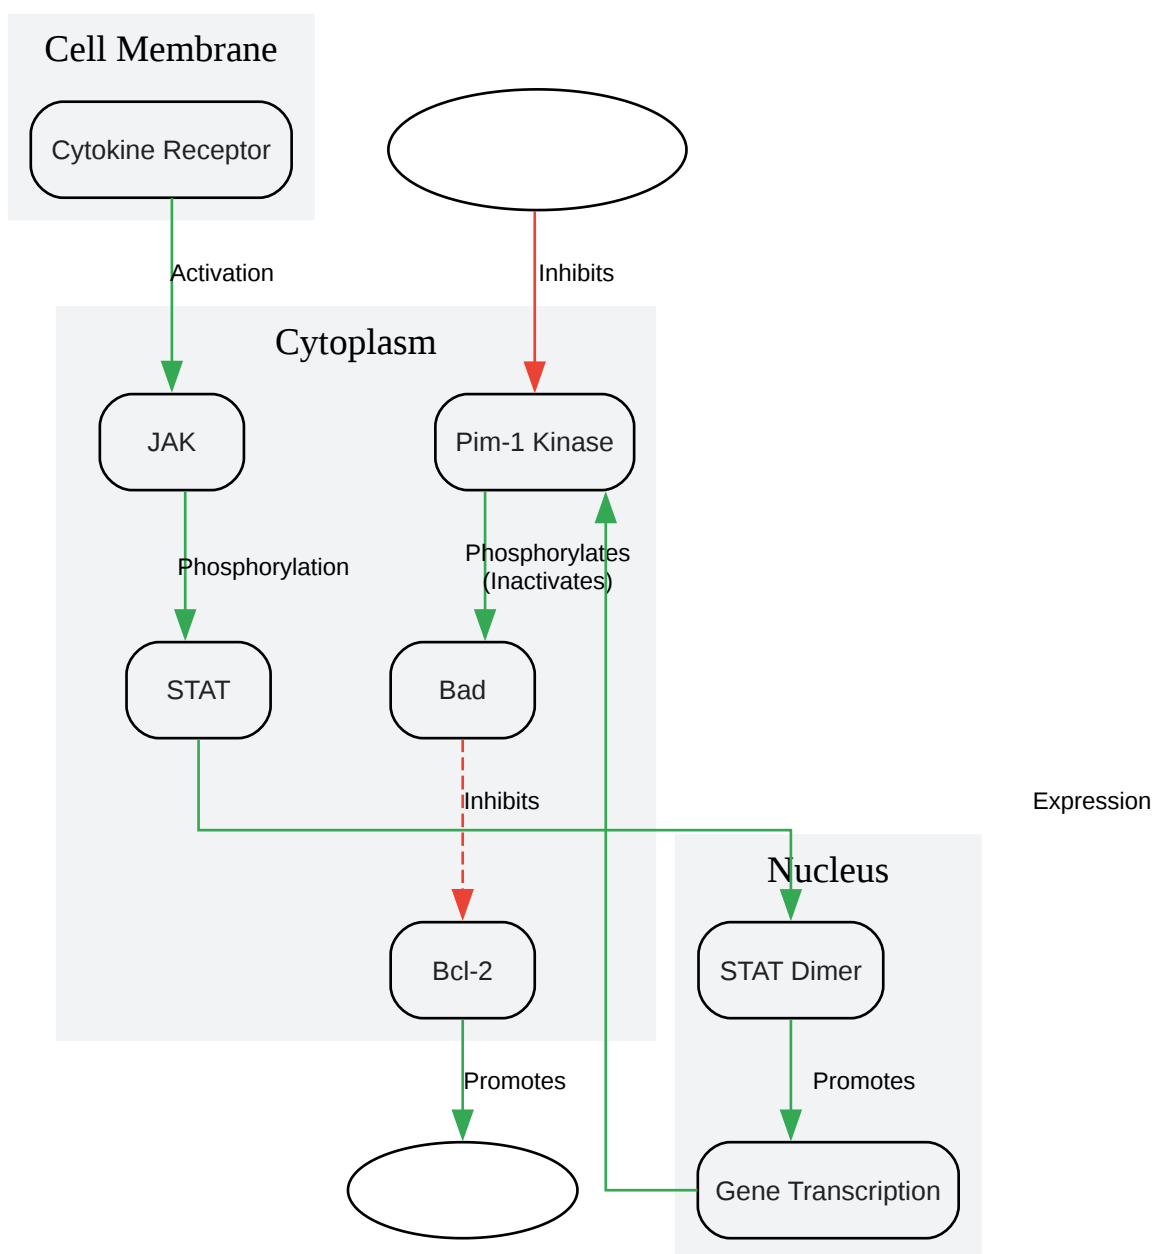 Cell Membrane
Cytokine Receptor
Activation
Inhibits
Cytoplasm
JAK
Pim-1 Kinase
Phosphorylation
Phosphorylates
(Inactivates)
STAT
Bad
Inhibits
Expression
Nucleus
Bcl-2
STAT Dimer
Promotes
Promotes
Gene Transcription